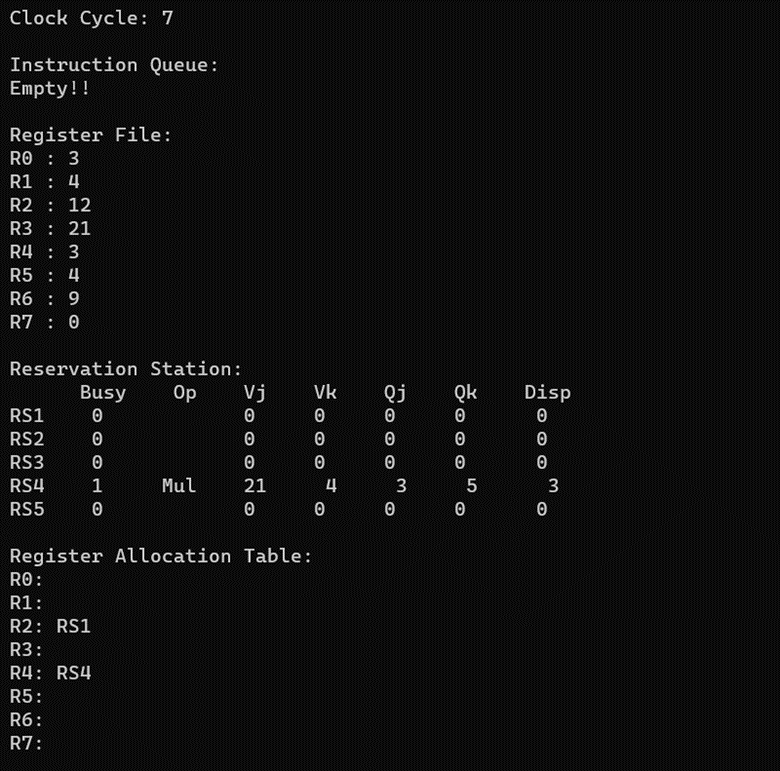 Clock Cycle: 7
Instruction Queue:
Empty!!
Register File:
R0 : 3
R1 : 4
R2 : 12
R3 : 21
R4 : 3
R5 : 4
R6 : 9
R7 : 0
Reservation Station:
Busy Op Vj Vk Qj Qk Disp
RS1 0 0 0 0 0 0
RS2 0 0 0 0 0 0
RS3 0 0 0 0 0 0
RS4 1 Mul 21 4 3 5 3
RS5 0 0 0 0 0 0
Register Allocation Table:
R0:
R1:
R2: RS1
R3:
R4: RS4
R5:
R6:
R7: